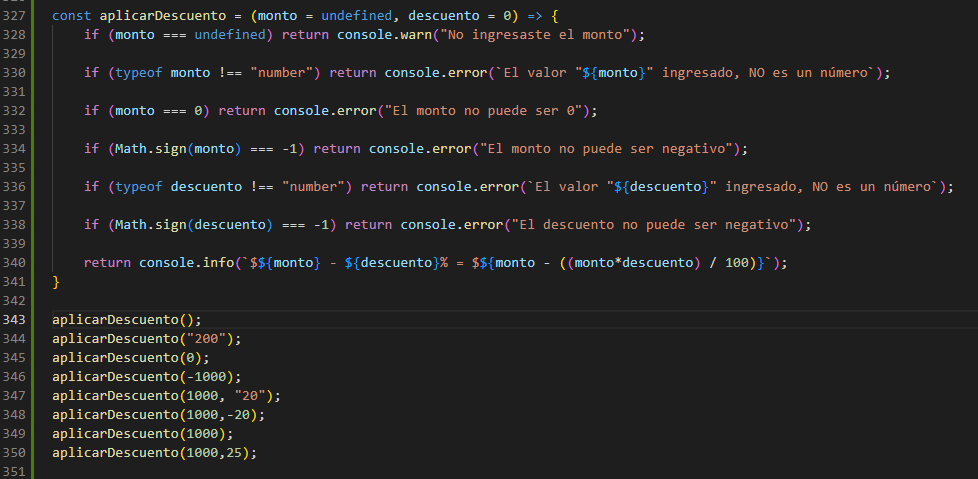 327 const aplicarDescuento = (monto = undefined, descuento = 0) => {
328     if (monto === undefined) return console.warn("No ingresaste el monto");
329
330     if (typeof monto !== "number") return console.error(`El valor "${monto}" ingresado, NO es un número`);
331
332     if (monto === 0) return console.error("El monto no puede ser 0");
333
334     if (Math.sign(monto) === -1) return console.error("El monto no puede ser negativo");
335
336     if (typeof descuento !== "number") return console.error(`El valor "${descuento}" ingresado, NO es un número`);
337
338     if (Math.sign(descuento) === -1) return console.error("El descuento no puede ser negativo");
339
340     return console.info(`$${monto} - ${descuento}% = $${monto - ((monto*descuento) / 100)}`);
341 }
342
343 aplicarDescuento();
344 aplicarDescuento("200");
345 aplicarDescuento(0);
346 aplicarDescuento(-1000);
347 aplicarDescuento(1000, "20");
348 aplicarDescuento(1000,-20);
349 aplicarDescuento(1000);
350 aplicarDescuento(1000,25);
351